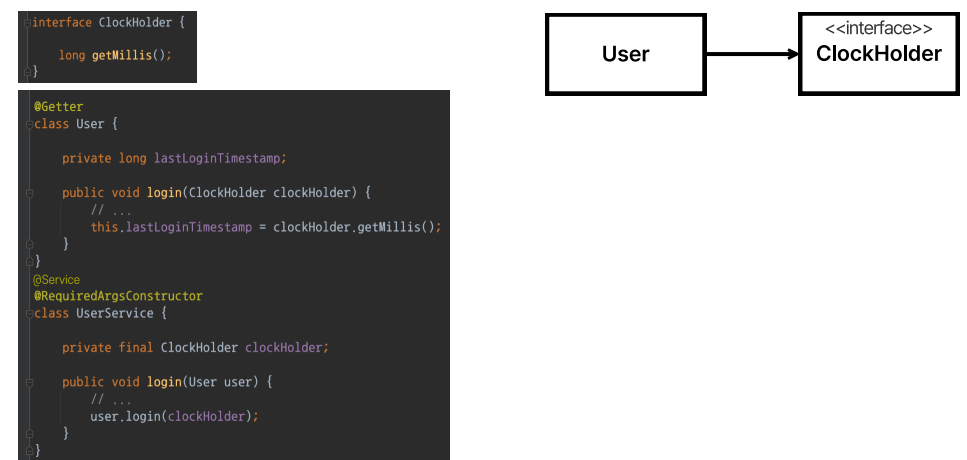 interface ClockHolder {
long getMillis();
}
@Getter
class User {
private long lastLoginTimestamp;
public void login(ClockHolder clockHolder) {
// ...
this.lastLoginTimestamp = clockHolder.getMillis();
}
}
@Service
@RequiredArgsConstructor
class UserService {
private final ClockHolder clockHolder;
public void login(User user) {
// ...
user.login(clockHolder);
}
}
User
<<interface>>
ClockHolder